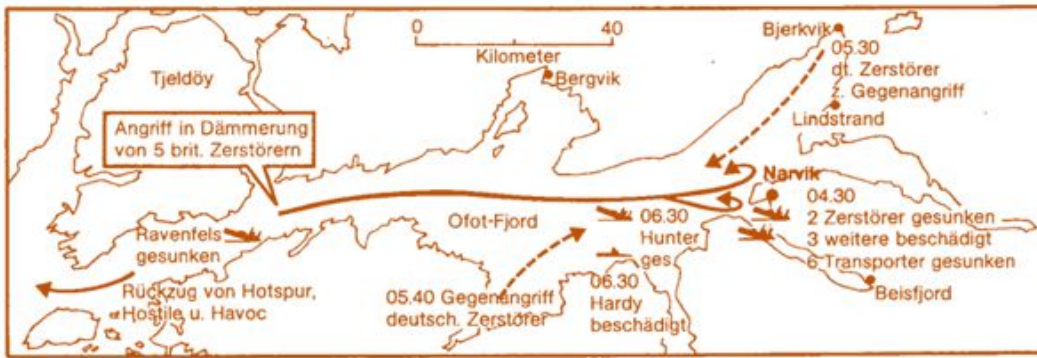 0
40
Kilometer
Bjerkvik
05.30
dt. Zerstörer
z. Gegenangriff
Tjeldöy
Bergvik
Lindstrand
Angriff in Dämmerung
von 5 brit. Zerstörern
Narvik
04.30
2 Zerstörer gesunken
3 weitere beschädigt
6 Transporter gesunken
Ofot-Fjord
06.30
Hunter
ges.
Ravenfels
gesunken
06.30
Hardy
beschädigt
Beisfjord
Rückzug von Hotspur,
Hostile u. Havoc
05.40 Gegenangriff
deutsch. Zerstörer